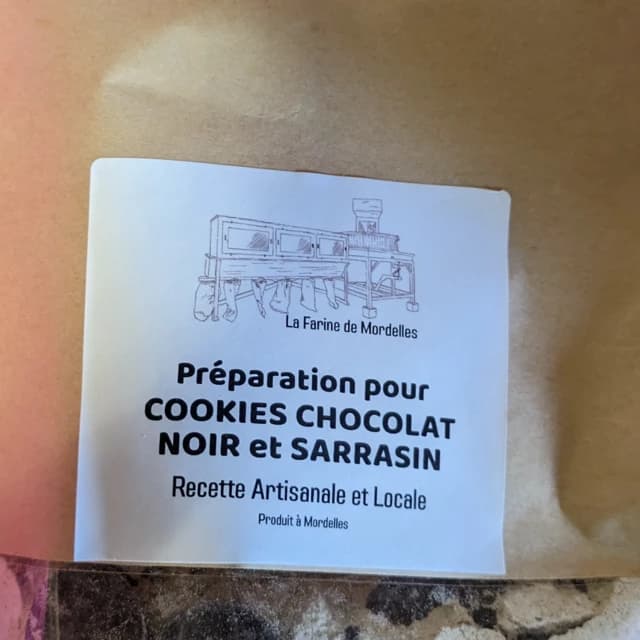 La Farine de Mordelles
Préparation pour
COOKIES CHOCOLAT
NOIR et SARRASIN
Recette Artisanale et Locale
Produit à Mordelles